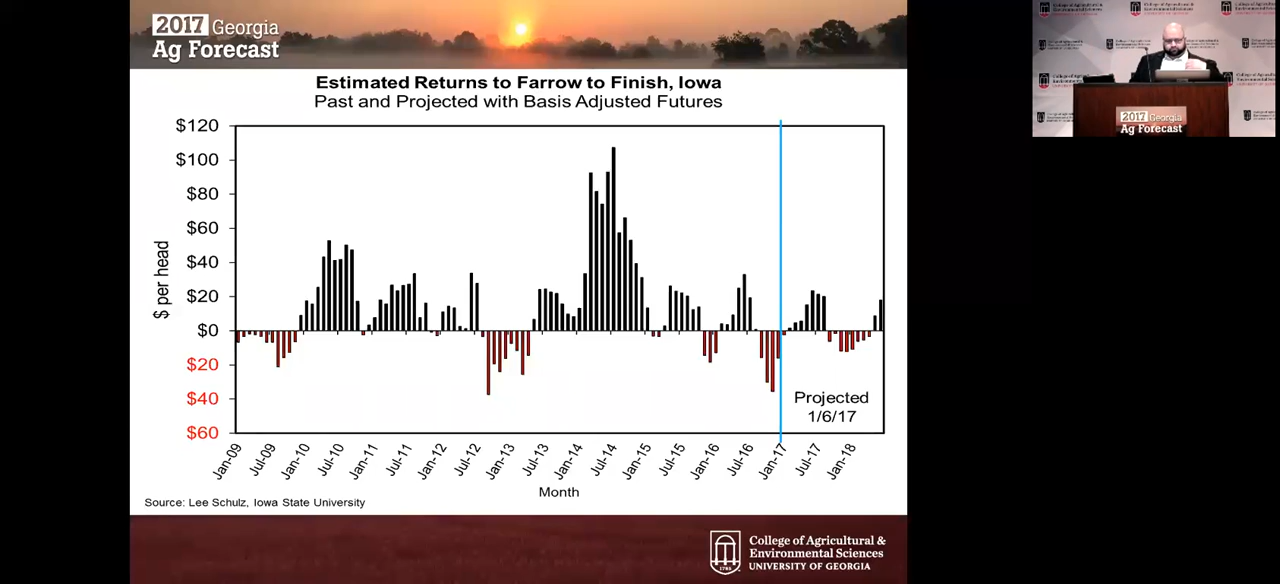 2017 Georgia
Ag Forecast
Estimated Returns to Farrow to Finish, Iowa
Past and Projected with Basis Adjusted Futures
$120
$100
$80
$60
$40
$20
$0
$20
$40
$60
$ per head
Projected
1/6/17
Jan-09
Jul-09
Jan-10
Jul-10
Jan-11
Jul-11
Jan-12
Jul-12
Jan-13
Jul-13
Jan-14
Jul-14
Jan-15
Jul-15
Jan-16
Jul-16
Jan-17
Jul-17
Jan-18
Month
Source: Lee Schulz, Iowa State University
1785
College of Agricultural &
Environmental Sciences
UNIVERSITY OF GEORGIA
2017 Georgia
Ag Forecast